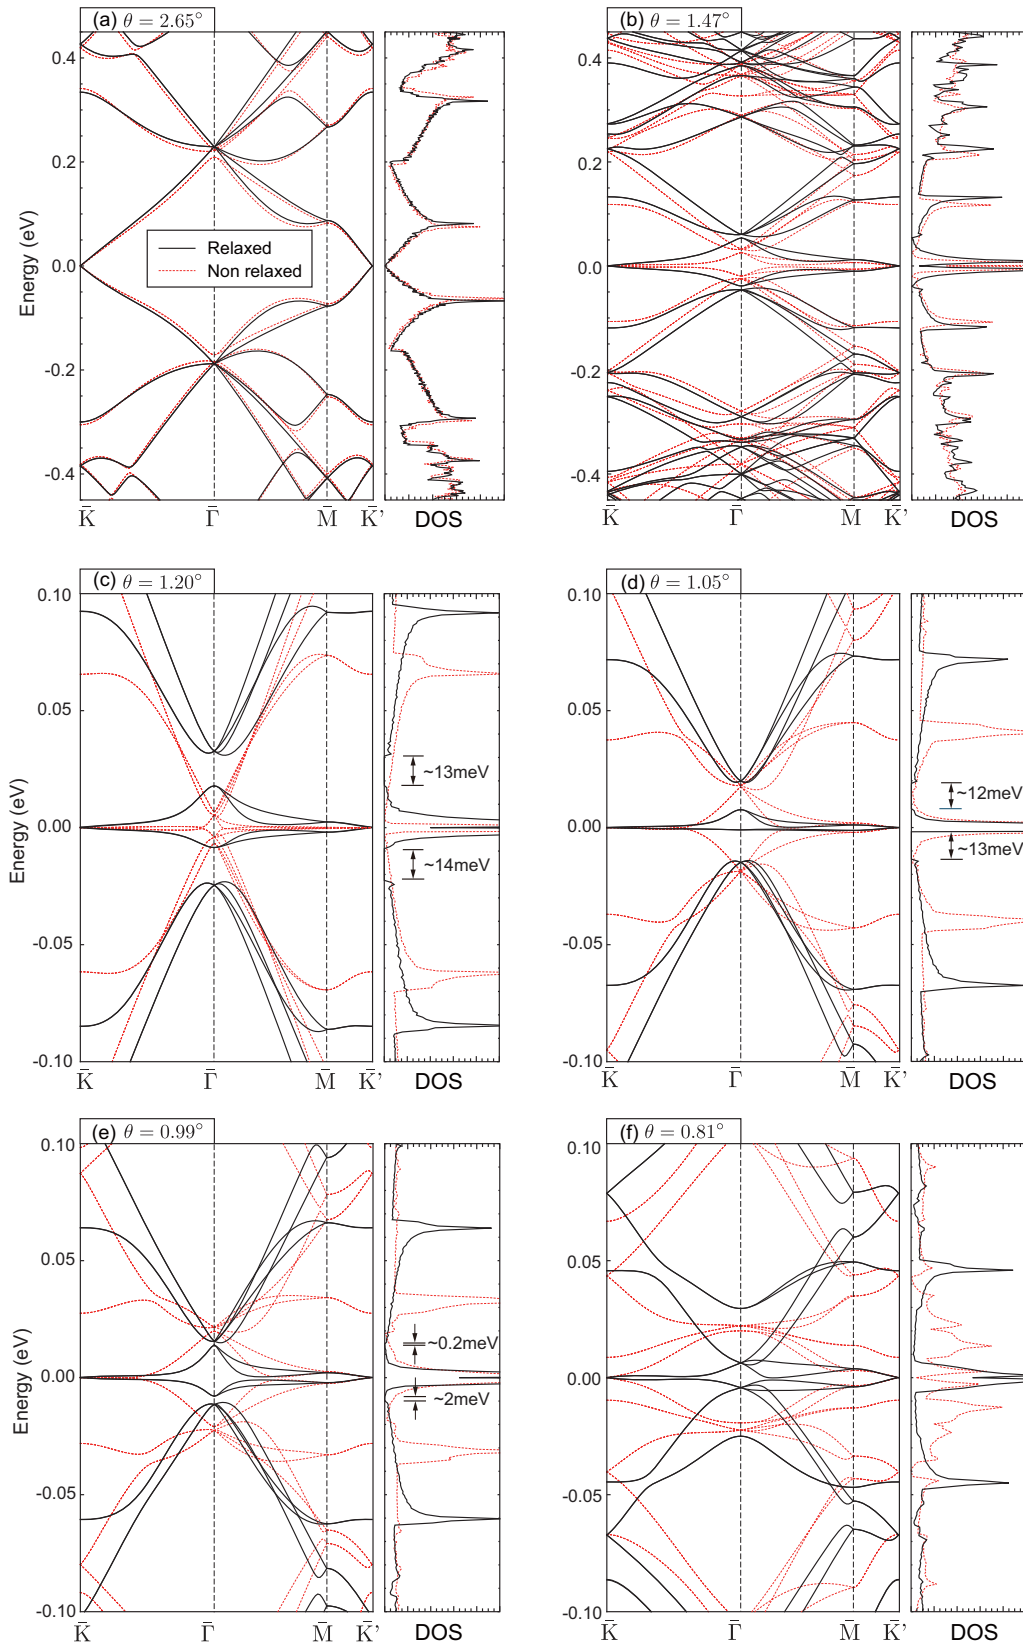 (a) θ = 2.65°
(b) θ = 1.47°
Energy (eV)
0.4
0.2
0.0
-0.2
-0.4
Relaxed
Non relaxed
K̄ Γ̄ M̄ K̄' DOS
0.4
0.2
0.0
-0.2
-0.4
K̄ Γ̄ M̄ K̄' DOS
(c) θ = 1.20°
(d) θ = 1.05°
Energy (eV)
0.10
0.05
0.00
-0.05
-0.10
~13meV
~14meV
K̄ Γ̄ M̄ K̄' DOS
0.10
0.05
0.00
-0.05
-0.10
~12meV
~13meV
K̄ Γ̄ M̄ K̄' DOS
(e) θ = 0.99°
(f) θ = 0.81°
Energy (eV)
0.10
0.05
0.00
-0.05
-0.10
~0.2meV
~2meV
K̄ Γ̄ M̄ K̄' DOS
0.10
0.05
0.00
-0.05
-0.10
K̄ Γ̄ M̄ K̄' DOS